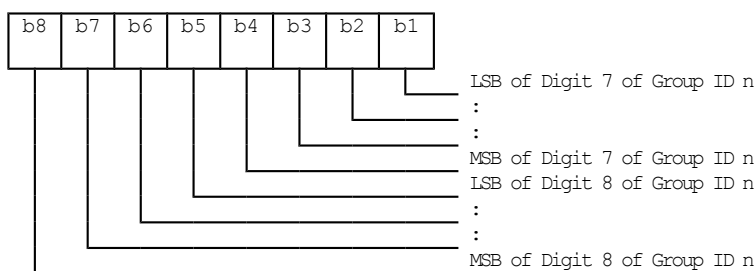 b8 b7 b6 b5 b4 b3 b2 b1
LSB of Digit 7 of Group ID n
:
:
MSB of Digit 7 of Group ID n
LSB of Digit 8 of Group ID n
:
:
MSB of Digit 8 of Group ID n